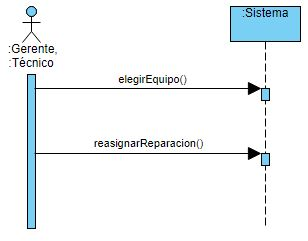 :Sistema
:Gerente,
:Técnico
elegirEquipo()
reasignarReparacion()